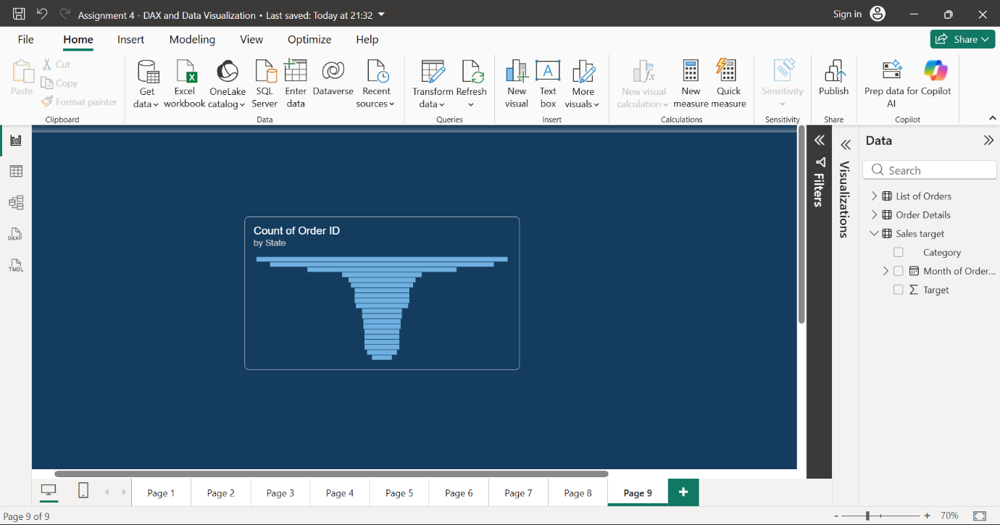 Assignment 4 - DAX and Data Visualization • Last saved: Today at 21:32
Sign in
File
Home
Insert
Modeling
View
Optimize
Help
Share
Paste
Cut
Copy
Format painter
Clipboard
Get data
Excel workbook
OneLake catalog
SQL Server
Enter data
Dataverse
Recent sources
Data
Transform data
Refresh
Queries
New visual
A
Text box
More visuals
Insert
New visual calculation
New measure
Quick measure
Calculations
Sensitivity
Sensitivity
Publish
Share
Prep data for AI
Copilot
Copilot
DAX
TMDL
Count of Order ID
by State
Filters
Visualizations
Data
Search
List of Orders
Order Details
Sales target
Category
Month of Order...
Σ Target
Page 1
Page 2
Page 3
Page 4
Page 5
Page 6
Page 7
Page 8
Page 9
+
Page 9 of 9
- + 70%